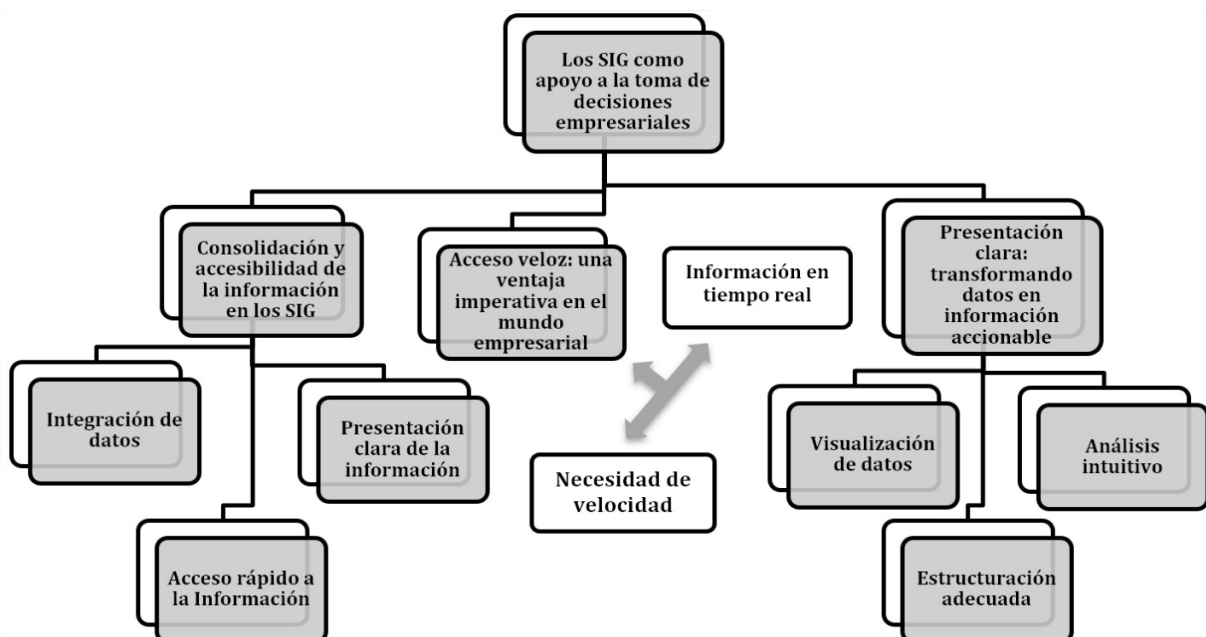 Los SIG como
apoyo a la toma de
decisiones
empresariales
Consolidación y
accesibilidad de
la información
en los SIG
Acceso veloz: una
ventaja
imperativa en el
mundo
empresarial
Información en
tiempo real
Presentación
clara:
transformando
datos en
información
accionable
Integración de
datos
Presentación
clara de la
información
Necesidad de
velocidad
Visualización
de datos
Análisis
intuitivo
Acceso rápido a
la Información
Estructuración
adecuada